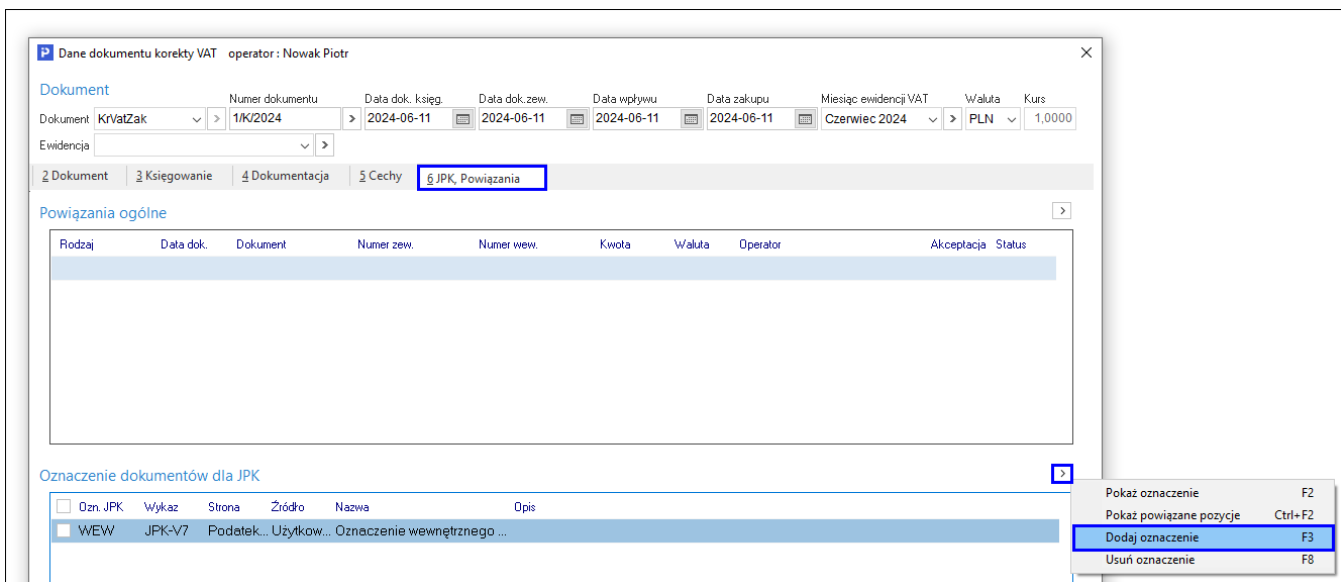 Dane dokumentu korekty VAT operator : Nowak Piotr
Dokument
Numer dokumentu Data dok. księg. Data dok.zew. Data wpływu Data zakupu Miesiąc ewidencji VAT Waluta Kurs
Dokument KrVatZak > 1/K/2024 > 2024-06-11 2024-06-11 2024-06-11 2024-06-11 Czerwiec 2024 > PLN 1,0000
Ewidencja >
2 Dokument 3 Księgowanie 4 Dokumentacja 5 Cechy 6 JPK, Powiązania
Powiązania ogólne >
Rodzaj Data dok. Dokument Numer zew. Numer wew. Kwota Waluta Operator Akceptacja Status
Oznaczenie dokumentów dla JPK >
Ozn. JPK Wykaz Strona Źródło Nazwa Opis
WEW JPK-V7 Podatek... Użytkow... Oznaczenie wewnętrznego ...
Pokaż oznaczenie F2
Pokaż powiązane pozycje Ctrl+F2
Dodaj oznaczenie F3
Usuń oznaczenie F8